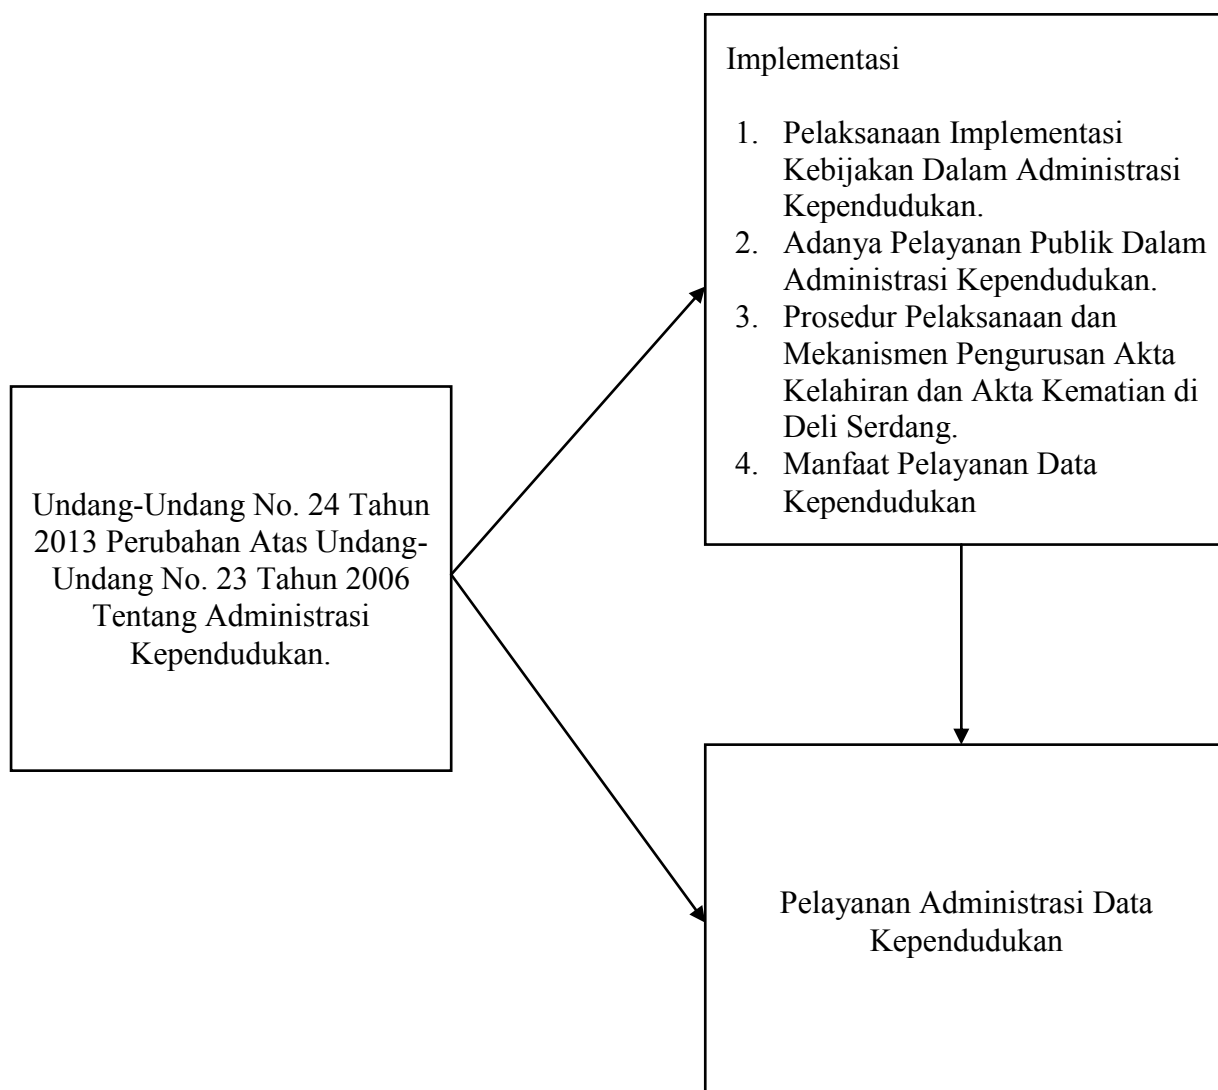 Implementasi
1. Pelaksanaan Implementasi
Kebijakan Dalam Administrasi
Kependudukan.
2. Adanya Pelayanan Publik Dalam
Administrasi Kependudukan.
3. Prosedur Pelaksanaan dan
Mekanismen Pengurusan Akta
Kelahiran dan Akta Kematian di
Deli Serdang.
4. Manfaat Pelayanan Data
Kependudukan
Undang-Undang No. 24 Tahun
2013 Perubahan Atas Undang-
Undang No. 23 Tahun 2006
Tentang Administrasi
Kependudukan.
Pelayanan Administrasi Data
Kependudukan